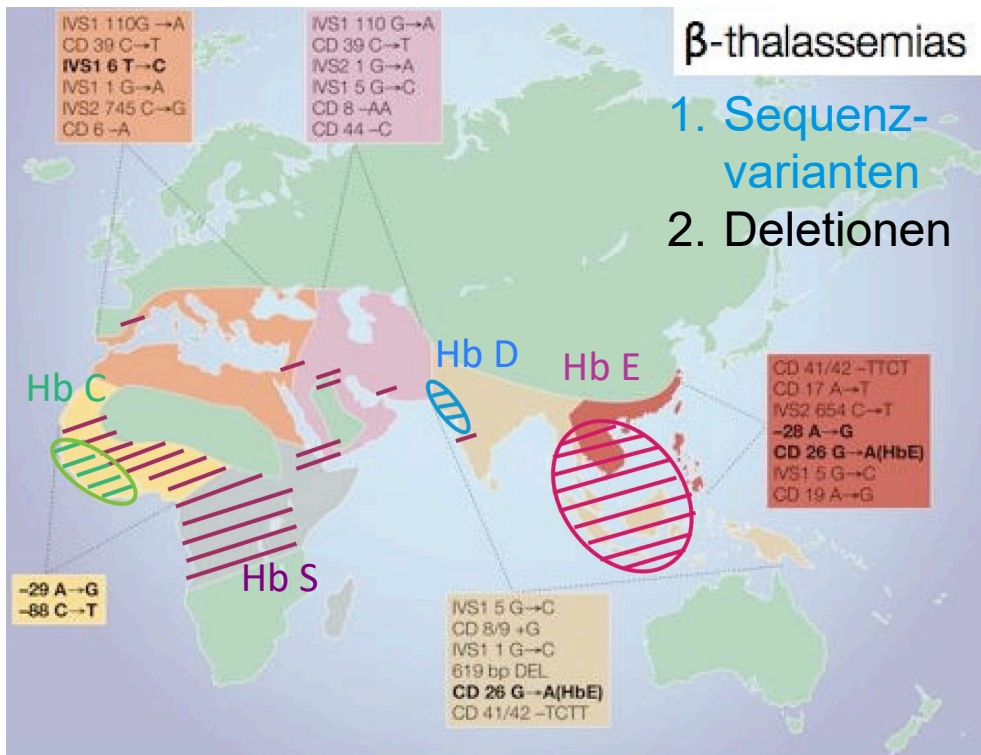 IVS1 110G →A
CD 39 C→T
IVS1 6 T→C
IVS1 1 G→A
IVS2 745 C→G
CD 6 –A
IVS1 110 G→A
CD 39 C→T
IVS2 1 G→A
IVS1 5 G→C
CD 8 –AA
CD 44 –C
β-thalassemias
1. Sequenz-
varianten
2. Deletionen
Hb C
Hb D
Hb E
Hb S
CD 41/42 –TTCT
CD 17 A→T
IVS2 654 C→T
–28 A→G
CD 26 G→A(HbE)
IVS1 5 G→C
CD 19 A→G
–29 A→G
–88 C→T
IVS1 5 G→C
CD 8/9 +G
IVS1 1 G→C
619 bp DEL
CD 26 G→A(HbE)
CD 41/42 –TCTT